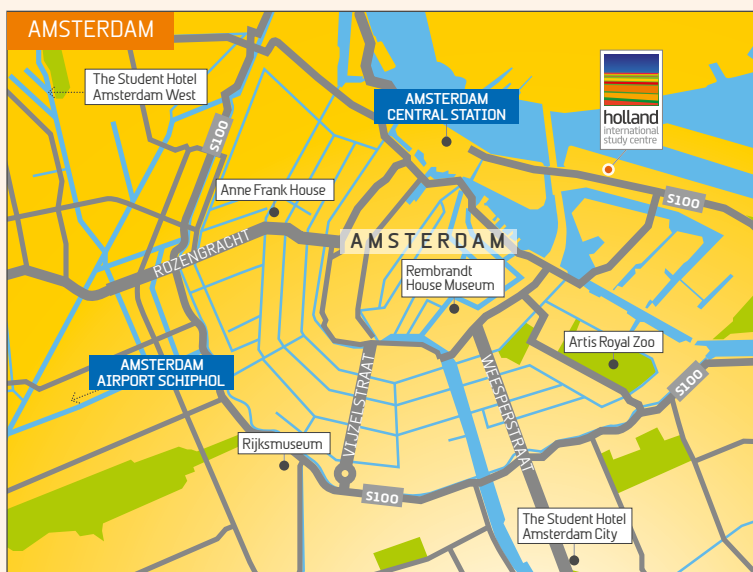 AMSTERDAM
The Student Hotel
Amsterdam West
S100
AMSTERDAM
CENTRAL STATION
holland
international
study centre
Anne Frank House
S100
ROZENGRACHT
AMSTERDAM
Rembrandt
House Museum
Artis Royal Zoo
AMSTERDAM
AIRPORT SCHIPHOL
S100
VIJZELSTRAAT
WEESPERSTRAAT
Rijksmuseum
S100
The Student Hotel
Amsterdam City